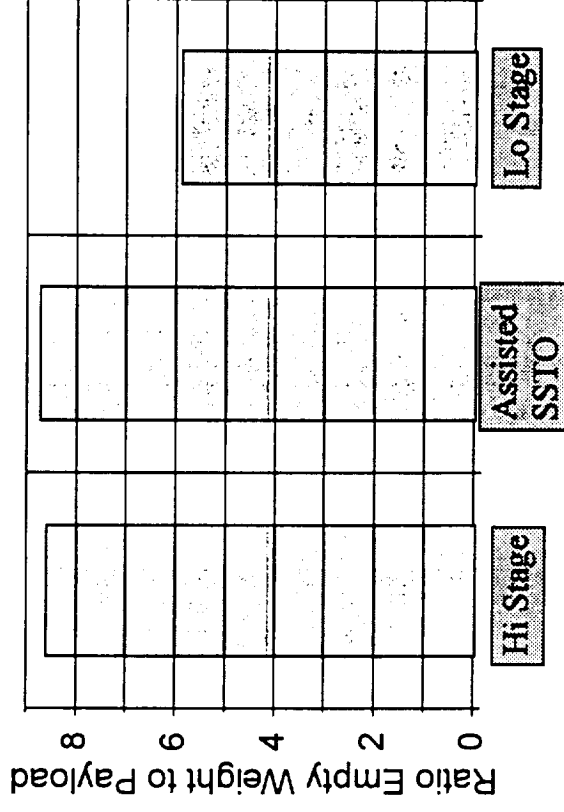 Ratio Empty Weight to Payload
8
6
4
2
0
Hi Stage
Assisted
SSTO
Lo Stage